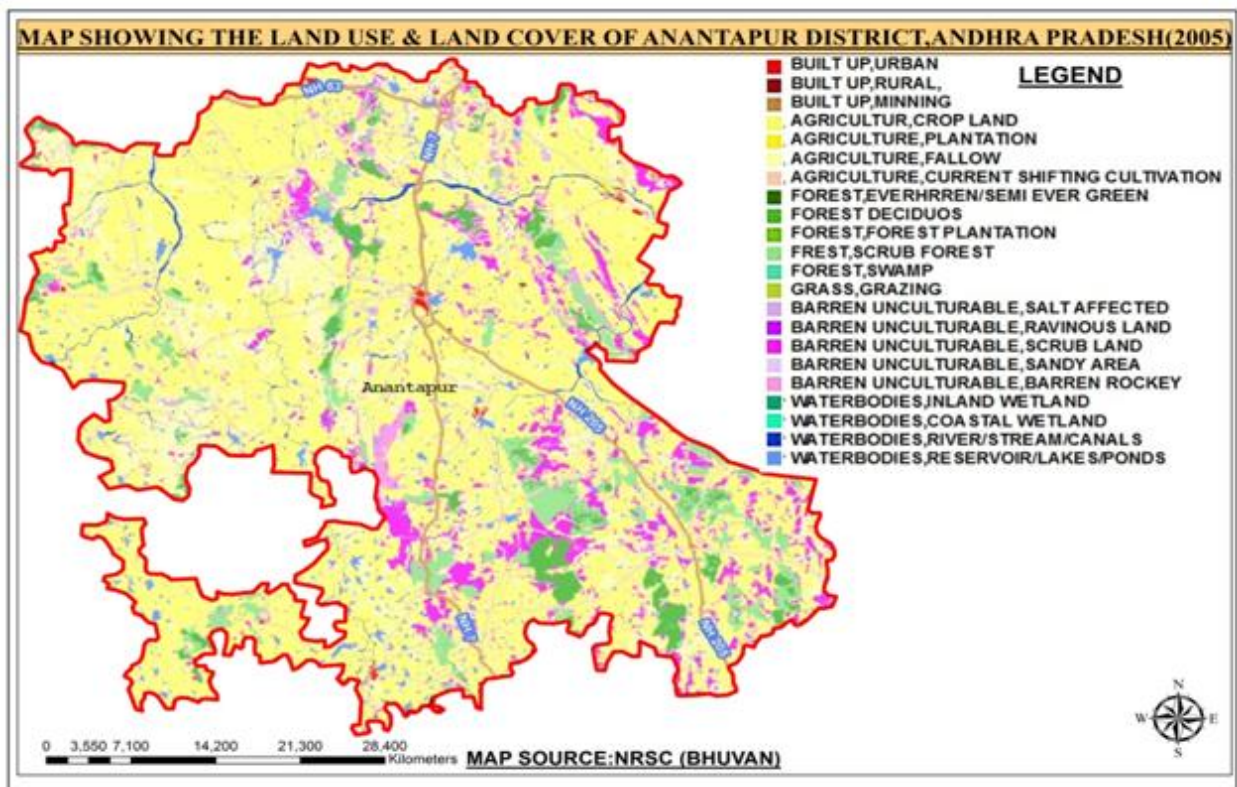 MAP SHOWING THE LAND USE & LAND COVER OF ANANTAPUR DISTRICT,ANDHRA PRADESH(2005)
LEGEND
BUILT UP,URBAN
BUILT UP,RURAL,
BUILT UP,MINNING
AGRICULTUR,CROP LAND
AGRICULTURE,PLANTATION
AGRICULTURE,FALLOW
AGRICULTURE,CURRENT SHIFTING CULTIVATION
FOREST,EVERHRREN/SEMI EVER GREEN
FOREST DECIDUOS
FOREST,FOREST PLANTATION
FREST,SCRUB FOREST
FOREST,SWAMP
GRASS,GRAZING
BARREN UNCULTURABLE,SALT AFFECTED
BARREN UNCULTURABLE,RAVINOUS LAND
BARREN UNCULTURABLE,SCRUB LAND
BARREN UNCULTURABLE,SANDY AREA
BARREN UNCULTURABLE,BARREN ROCKEY
WATERBODIES,INLAND WETLAND
WATERBODIES,COASTAL WETLAND
WATERBODIES,RIVER/STREAM/CANALS
WATERBODIES,RESERVOIR/LAKES/PONDS
NH 63
NH 7
Anantapur
NH 205
NH 7
NH 205
N
W E
S
0 3,550 7,100 14,200 21,300 28,400
Kilometers
MAP SOURCE:NRSC (BHUVAN)